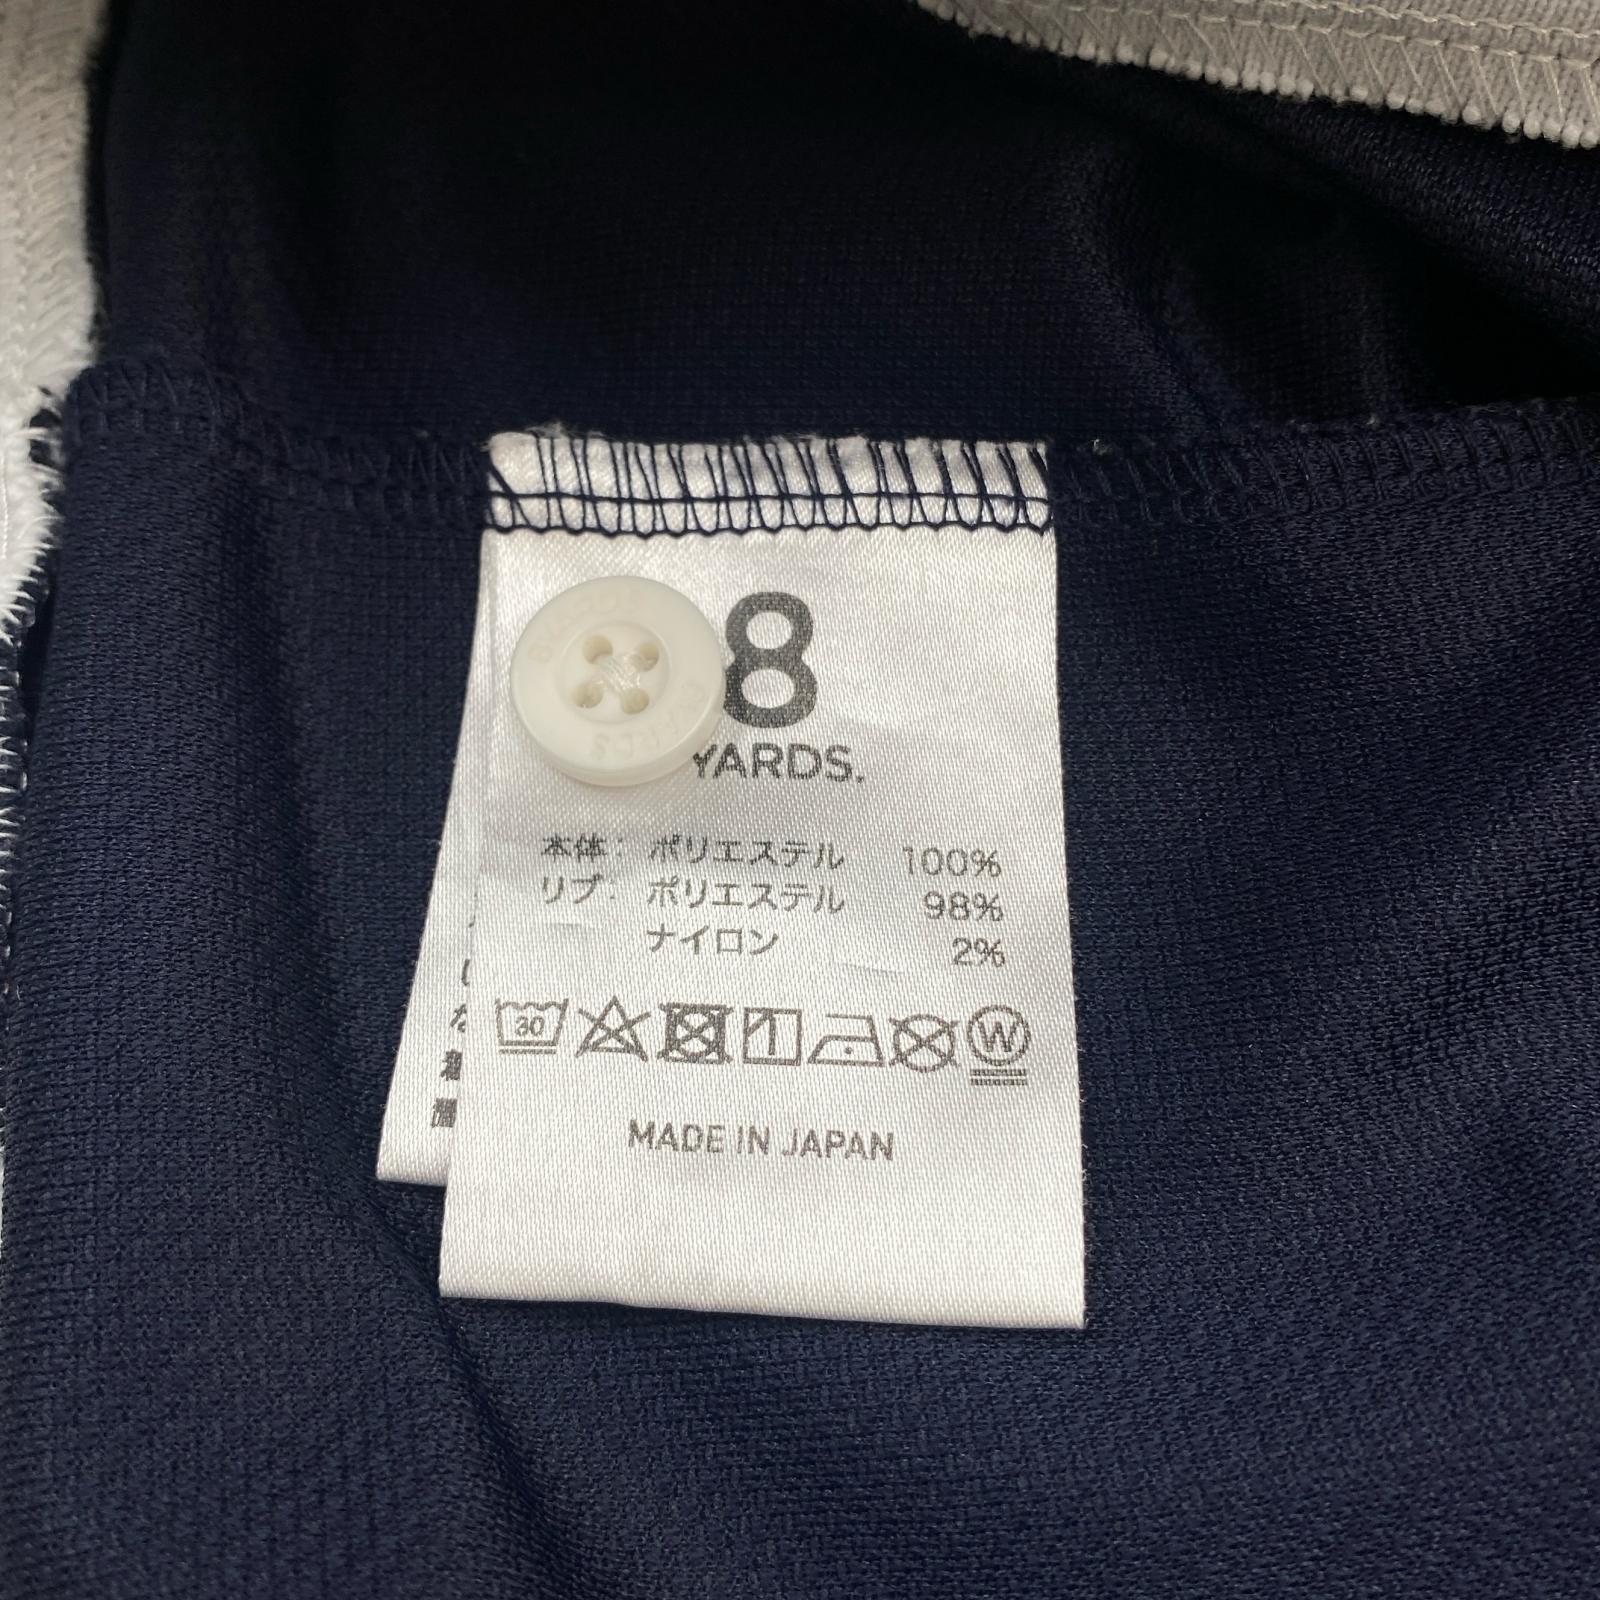 8
YARDS.
本体: ポリエステル 100%
リブ: ポリエステル 98%
ナイロン 2%
30
W
MADE IN JAPAN